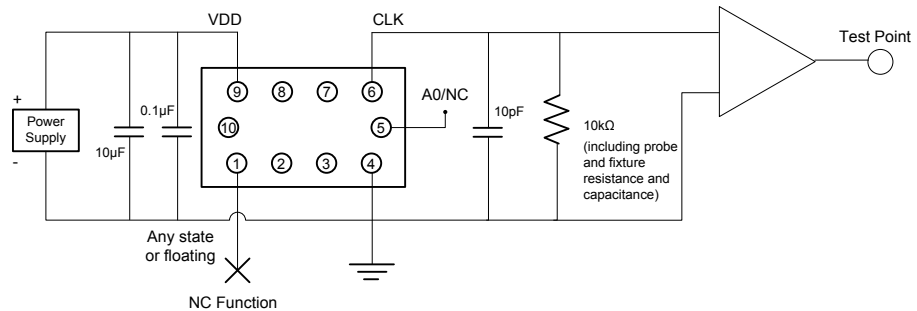 VDD
CLK
Test Point
+
Power
Supply
-
10µF
0.1µF
9
8
7
6
10
5
1
2
3
4
A0/NC
10pF
10kΩ
(including probe
and fixture
resistance and
capacitance)
Any state
or floating
NC Function